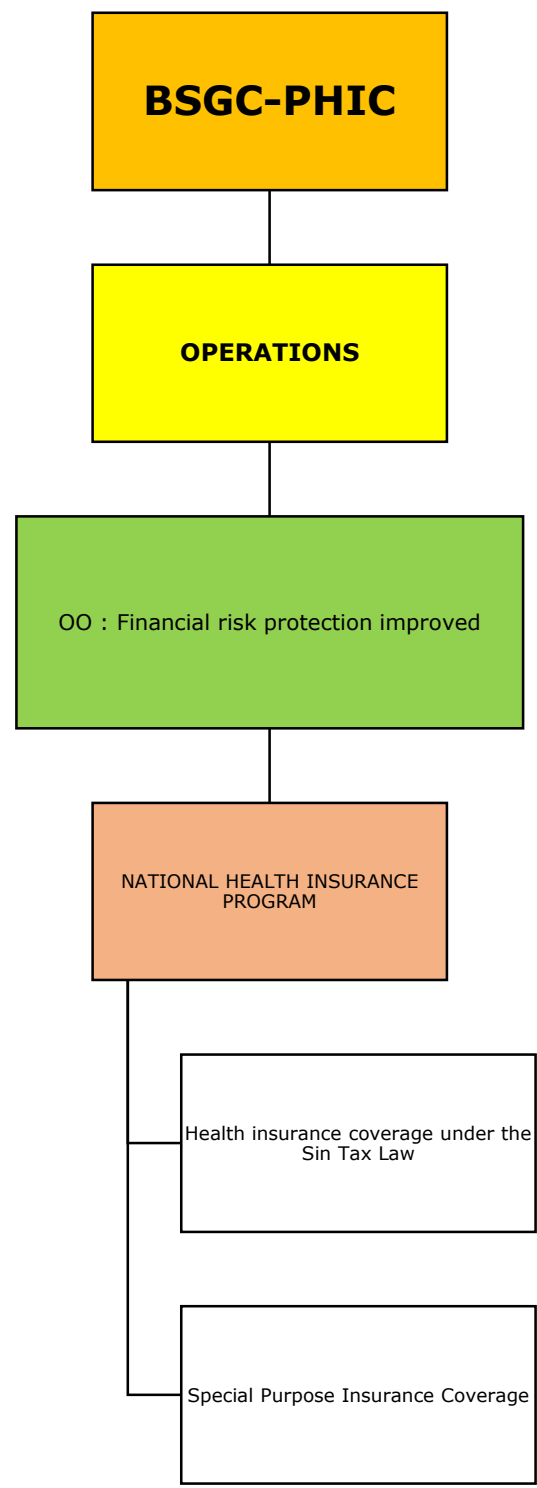 BSGC-PHIC
OPERATIONS
OO : Financial risk protection improved
NATIONAL HEALTH INSURANCE
PROGRAM
Health insurance coverage under the
Sin Tax Law
Special Purpose Insurance Coverage